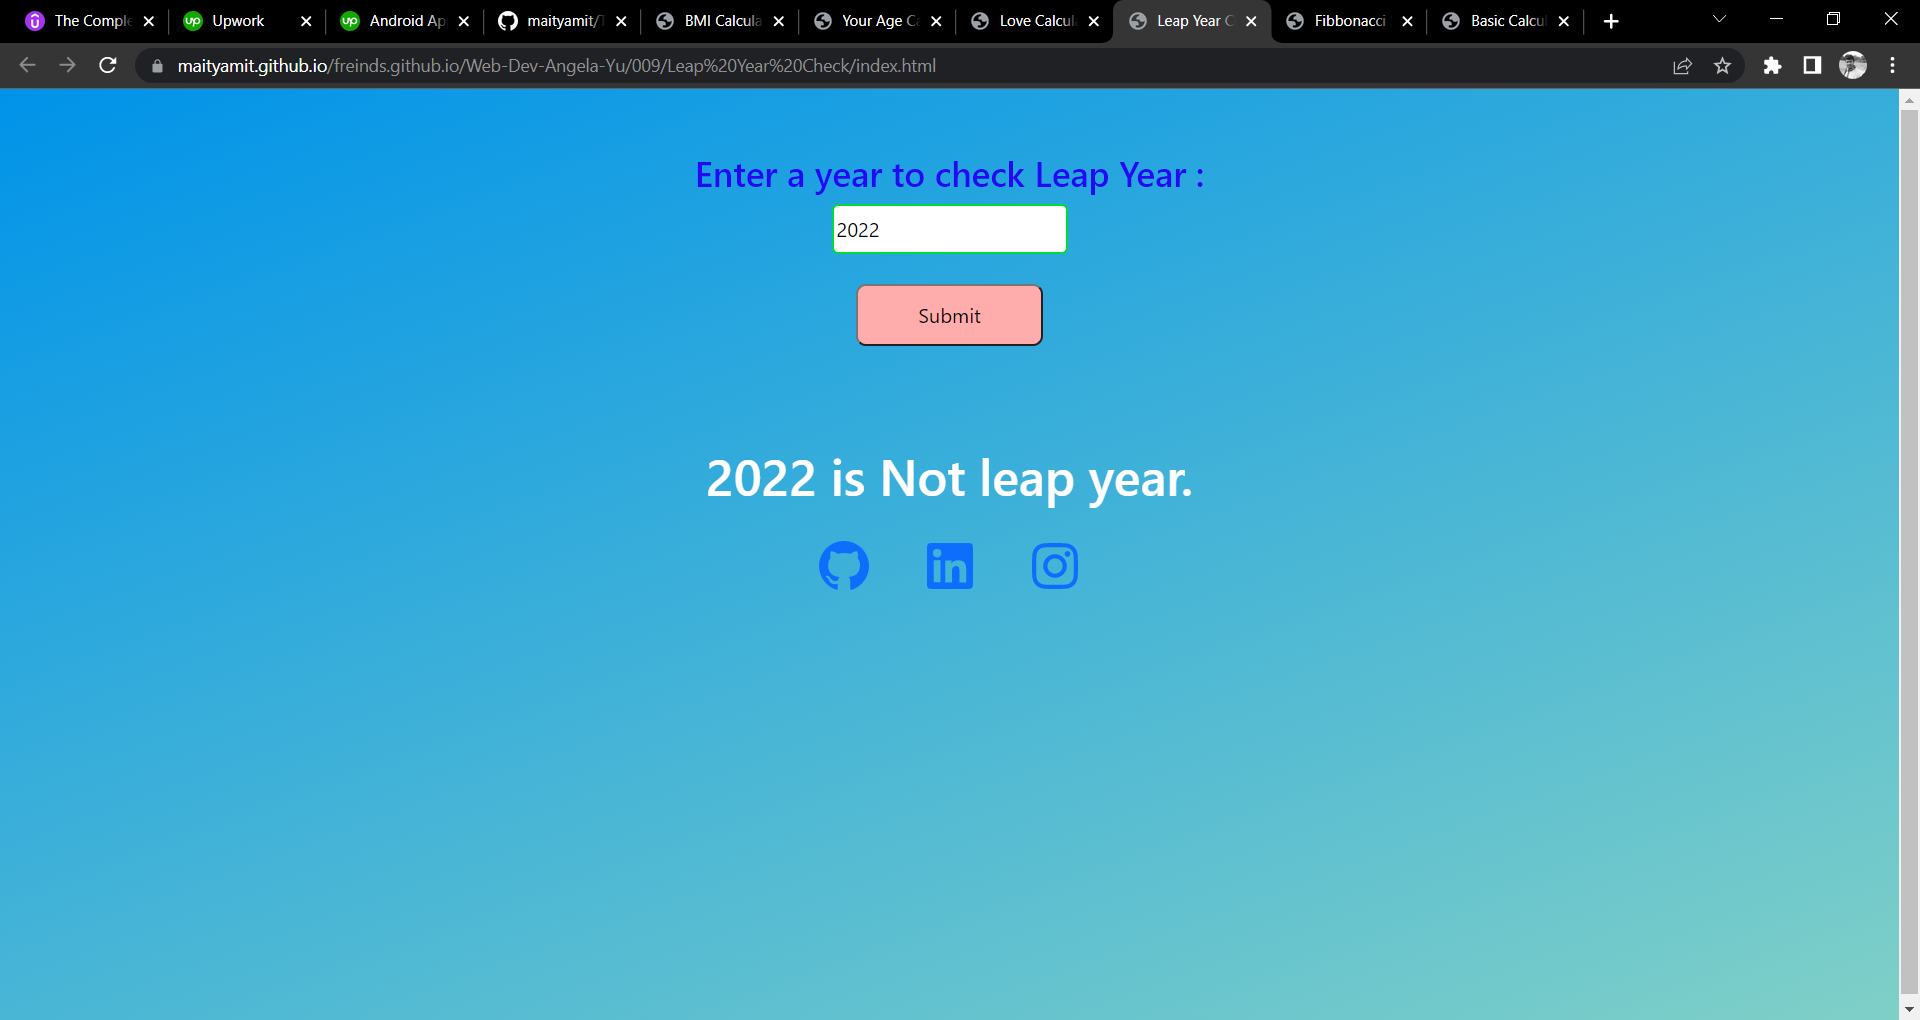 The Comple
Upwork
Android Ap
maityamit/
BMI Calcula
Your Age Ca
Love Calcul
Leap Year C
Fibbonacci
Basic Calcul
maityamit.github.io/freinds.github.io/Web-Dev-Angela-Yu/009/Leap%20Year%20Check/index.html
Enter a year to check Leap Year :
2022
Submit
2022 is Not leap year.